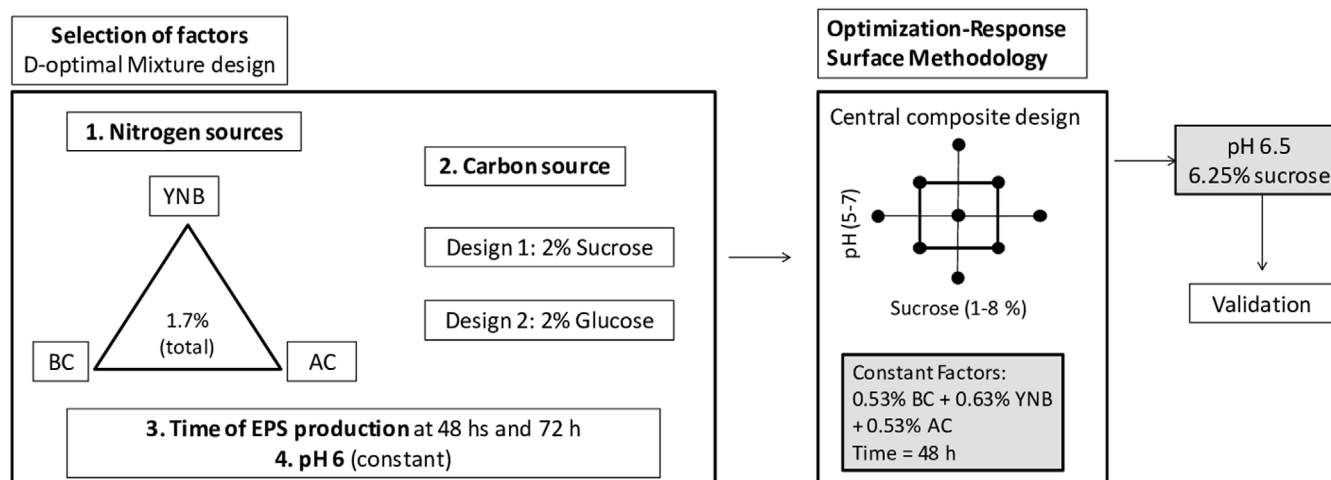 Selection of factors
D-optimal Mixture design
1. Nitrogen sources
YNB
1.7%
(total)
BC
AC
2. Carbon source
Design 1: 2% Sucrose
Design 2: 2% Glucose
3. Time of EPS production at 48 hs and 72 h
4. pH 6 (constant)
Optimization-Response
Surface Methodology
Central composite design
pH (5-7)
Sucrose (1-8 %)
Constant Factors:
0.53% BC + 0.63% YNB
+ 0.53% AC
Time = 48 h
pH 6.5
6.25% sucrose
Validation